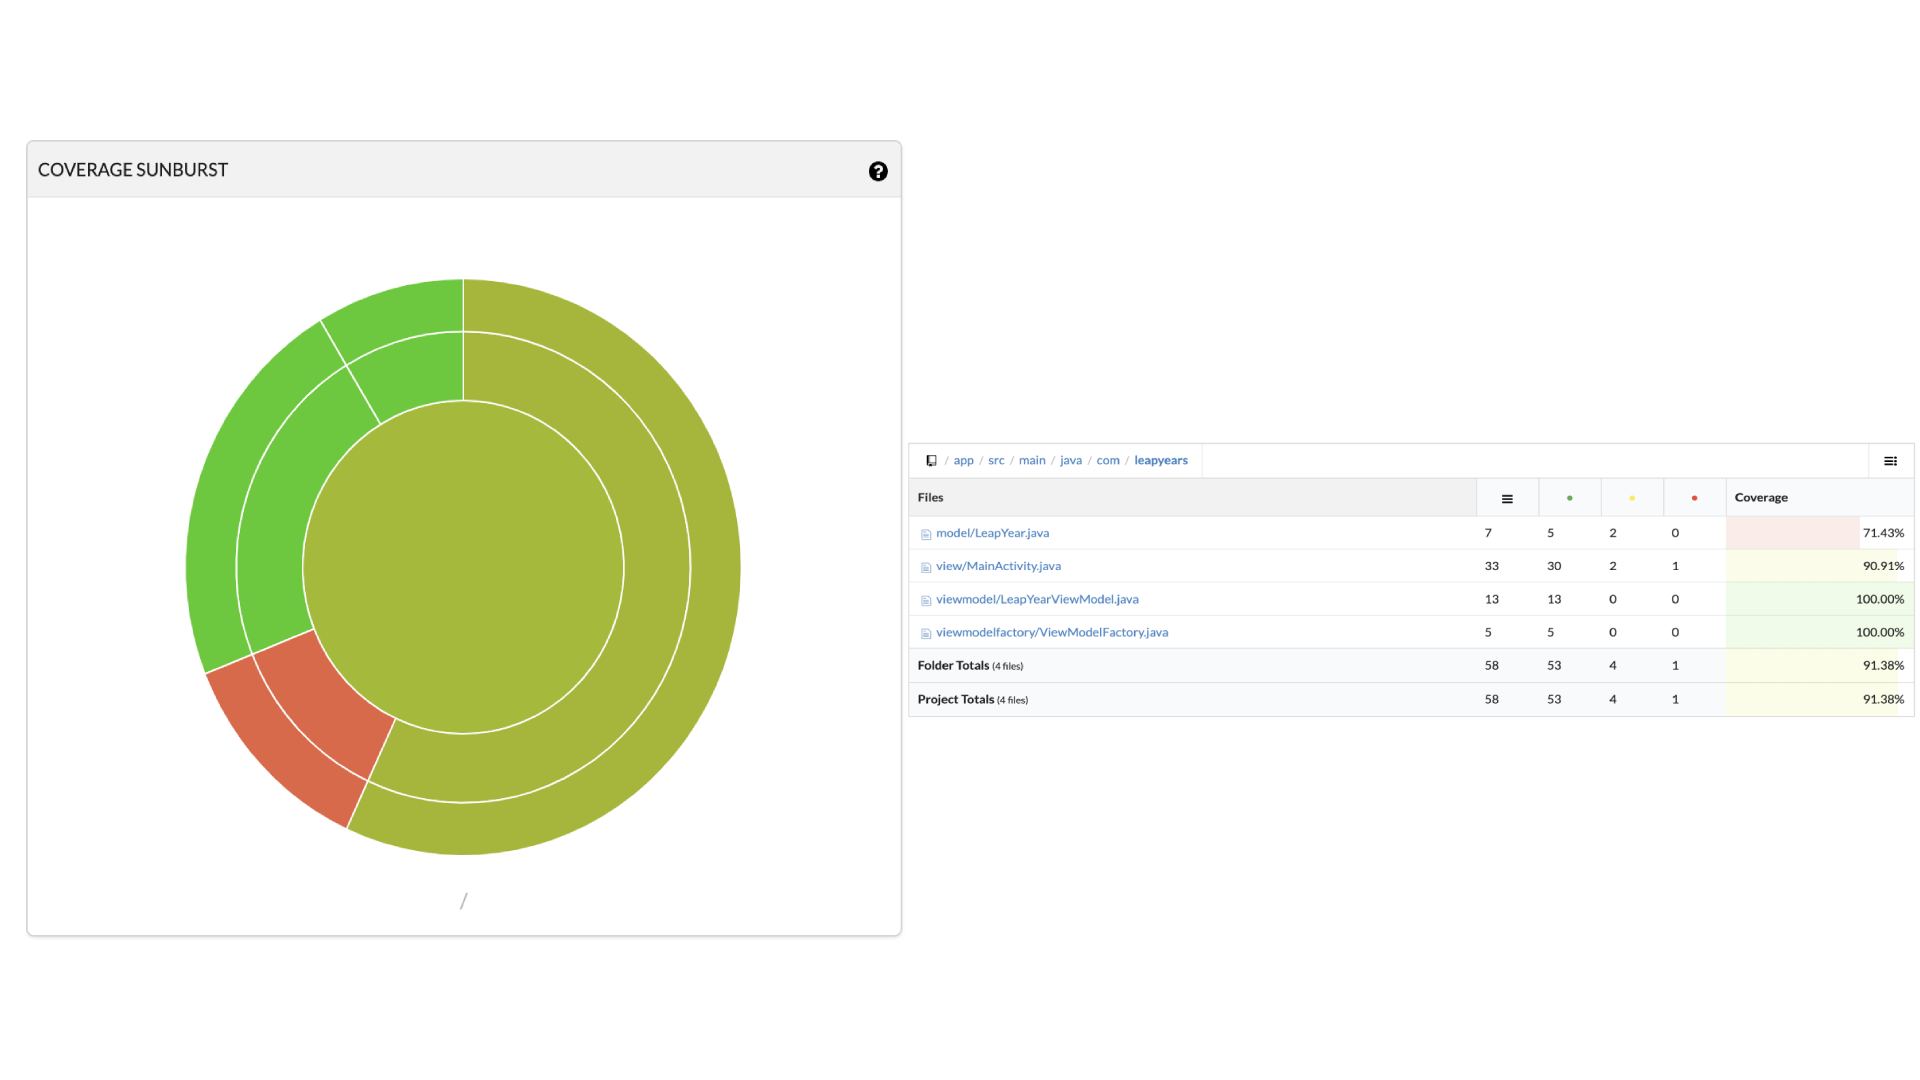 COVERAGE SUNBURST ?
/
/ app / src / main / java / com / leapyears
Files Coverage
model/LeapYear.java 7 5 2 0 71.43%
view/MainActivity.java 33 30 2 1 90.91%
viewmodel/LeapYearViewModel.java 13 13 0 0 100.00%
viewmodelfactory/ViewModelFactory.java 5 5 0 0 100.00%
Folder Totals (4 files) 58 53 4 1 91.38%
Project Totals (4 files) 58 53 4 1 91.38%